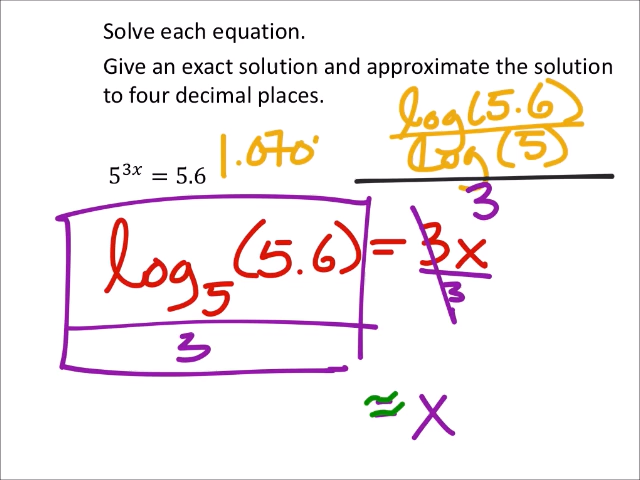 Solve each equation.
Give an exact solution and approximate the solution
to four decimal places.
log(5.6)
log(5)
3
5^{3x} = 5.6
1.070
log_5(5.6) = 3x
3 3
≅ x